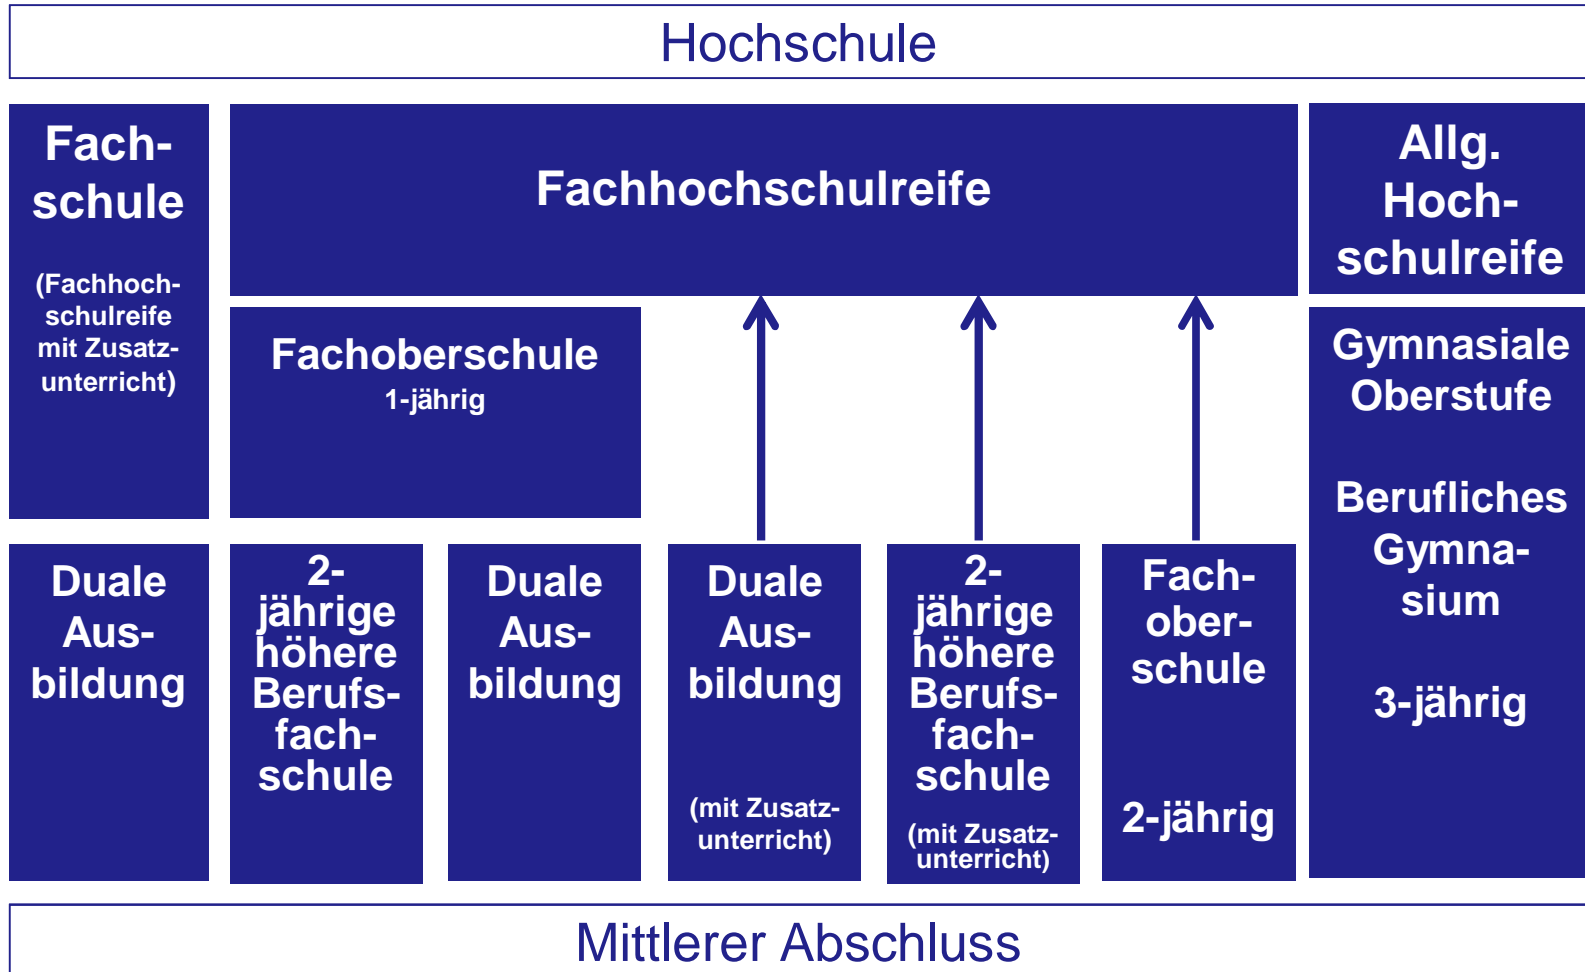 Hochschule
Fach-
schule
(Fachhoch-
schulreife
mit Zusatz-
unterricht)
Fachhochschulreife
Allg.
Hoch-
schulreife
Fachoberschule
1-jährig
Gymnasiale
Oberstufe
Berufliches
Gymna-
sium
3-jährig
Duale
Aus-
bildung
2-
jährige
höhere
Berufs-
fach-
schule
Duale
Aus-
bildung
Duale
Aus-
bildung
(mit Zusatz-
unterricht)
2-
jährige
höhere
Berufs-
fach-
schule
(mit Zusatz-
unterricht)
Fach-
ober-
schule
2-jährig
Mittlerer Abschluss